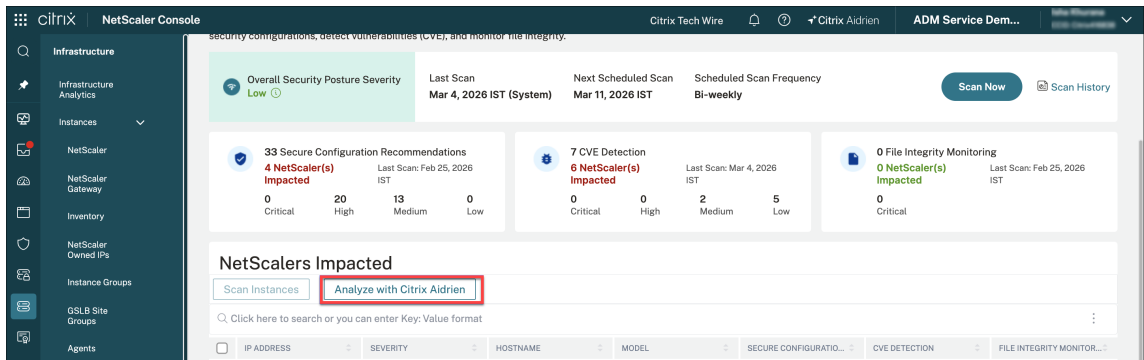 citrix NetScaler Console Citrix Tech Wire Citrix Aidrien ADM Service Dem...
security configurations, detect vulnerabilities (CVE), and monitor file integrity.
Infrastructure
Infrastructure
Analytics
Instances
NetScaler
NetScaler
Gateway
Inventory
NetScaler
Owned IPs
Instance Groups
GSLB Site
Groups
Agents
Overall Security Posture Severity
Low
Last Scan
Mar 4, 2026 IST (System)
Next Scheduled Scan
Mar 11, 2026 IST
Scheduled Scan Frequency
Bi-weekly
Scan Now
Scan History
33 Secure Configuration Recommendations
4 NetScaler(s)
Impacted
Last Scan: Feb 25, 2026
IST
0 20 13 0
Critical High Medium Low
7 CVE Detection
6 NetScaler(s)
Impacted
Last Scan: Mar 4, 2026
IST
0 0 2 5
Critical High Medium Low
0 File Integrity Monitoring
0 NetScaler(s)
Impacted
Last Scan: Feb 25, 2026
IST
0
Critical
NetScalers Impacted
Scan Instances Analyze with Citrix Aidrien
Click here to search or you can enter Key: Value format
IP ADDRESS SEVERITY HOSTNAME MODEL SECURE CONFIGURATIO... CVE DETECTION FILE INTEGRITY MONITOR...